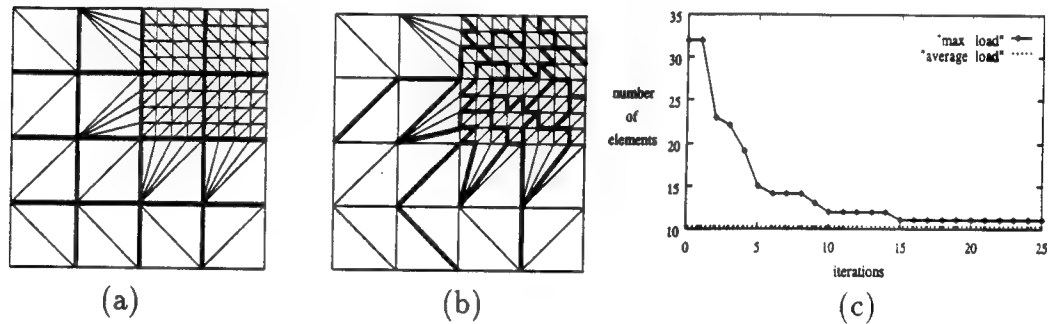 35
30
25
20
15
10
0
5
10
15
20
25
number
of
elements
"max load"
"average load"
iterations
(a)
(b)
(c)